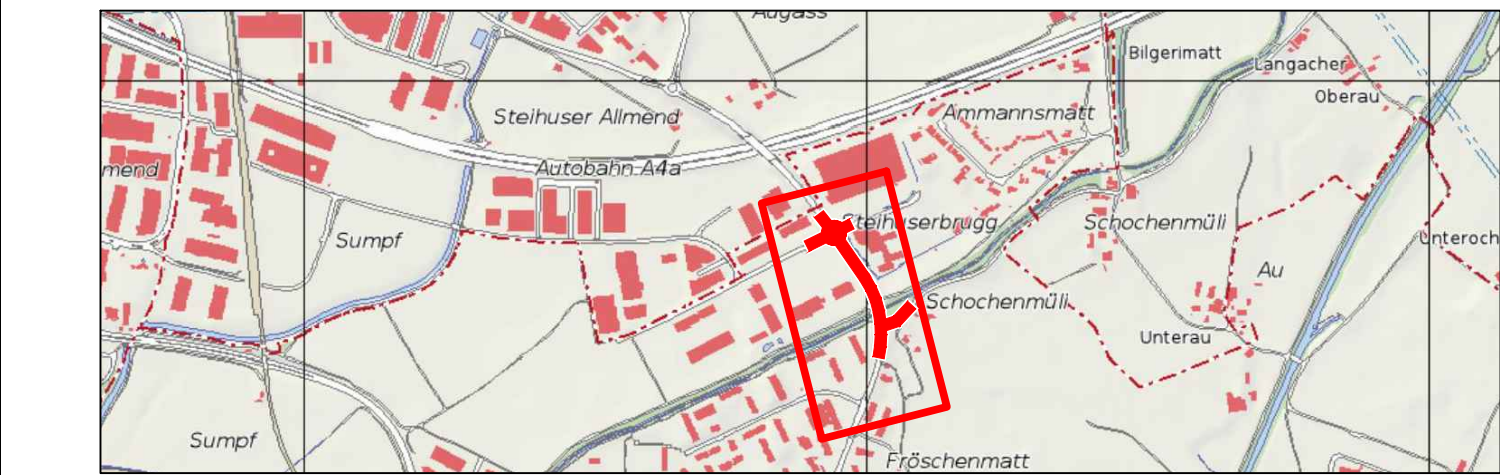 Augass
Bilgerimatt
Langacher
Oberau
Steihuser Allmend
Ammannsmatt
mend
Autobahn A4a
Sumpf
Steihuserbrugg
Schochenmüli
Unteroch
Au
Schochenmüli
Unterau
Sumpf
Fröschenmatt